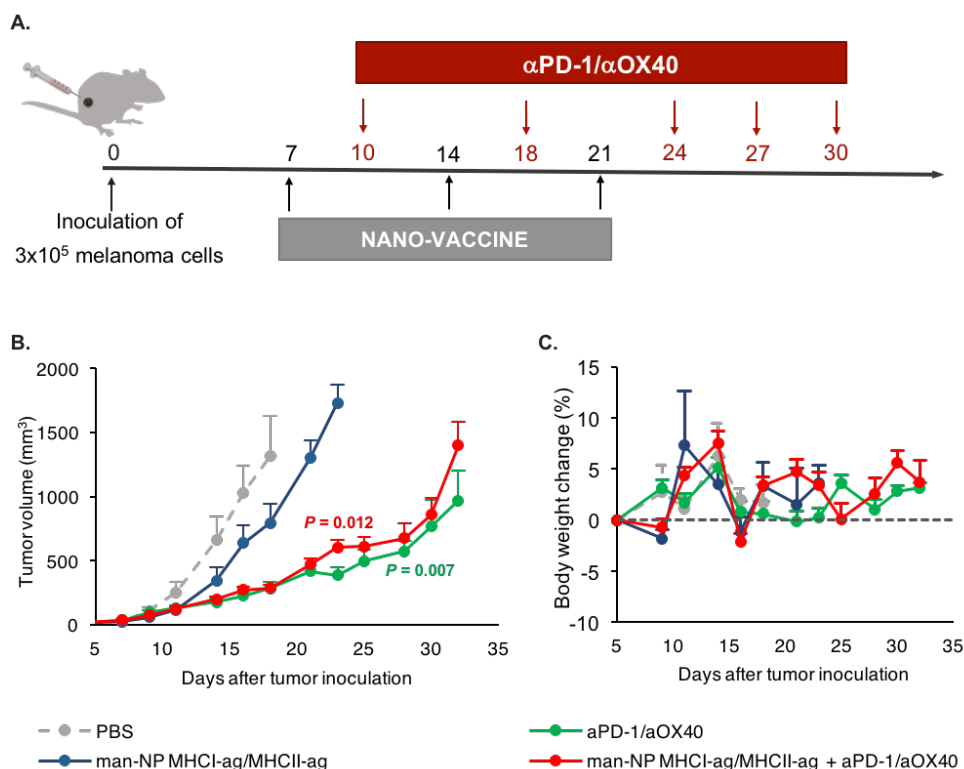 A.
αPD-1/αOX40
0 7 10 14 18 21 24 27 30
Inoculation of
3x10⁵ melanoma cells
NANO-VACCINE
B.
Tumor volume (mm³)
2000
1500
1000
500
0
P = 0.012
P = 0.007
5 10 15 20 25 30 35
Days after tumor inoculation
C.
Body weight change (%)
15
10
5
0
-5
-10
5 10 15 20 25 30 35
Days after tumor inoculation
PBS
man-NP MHCI-ag/MHCII-ag
aPD-1/aOX40
man-NP MHCI-ag/MHCII-ag + aPD-1/aOX40